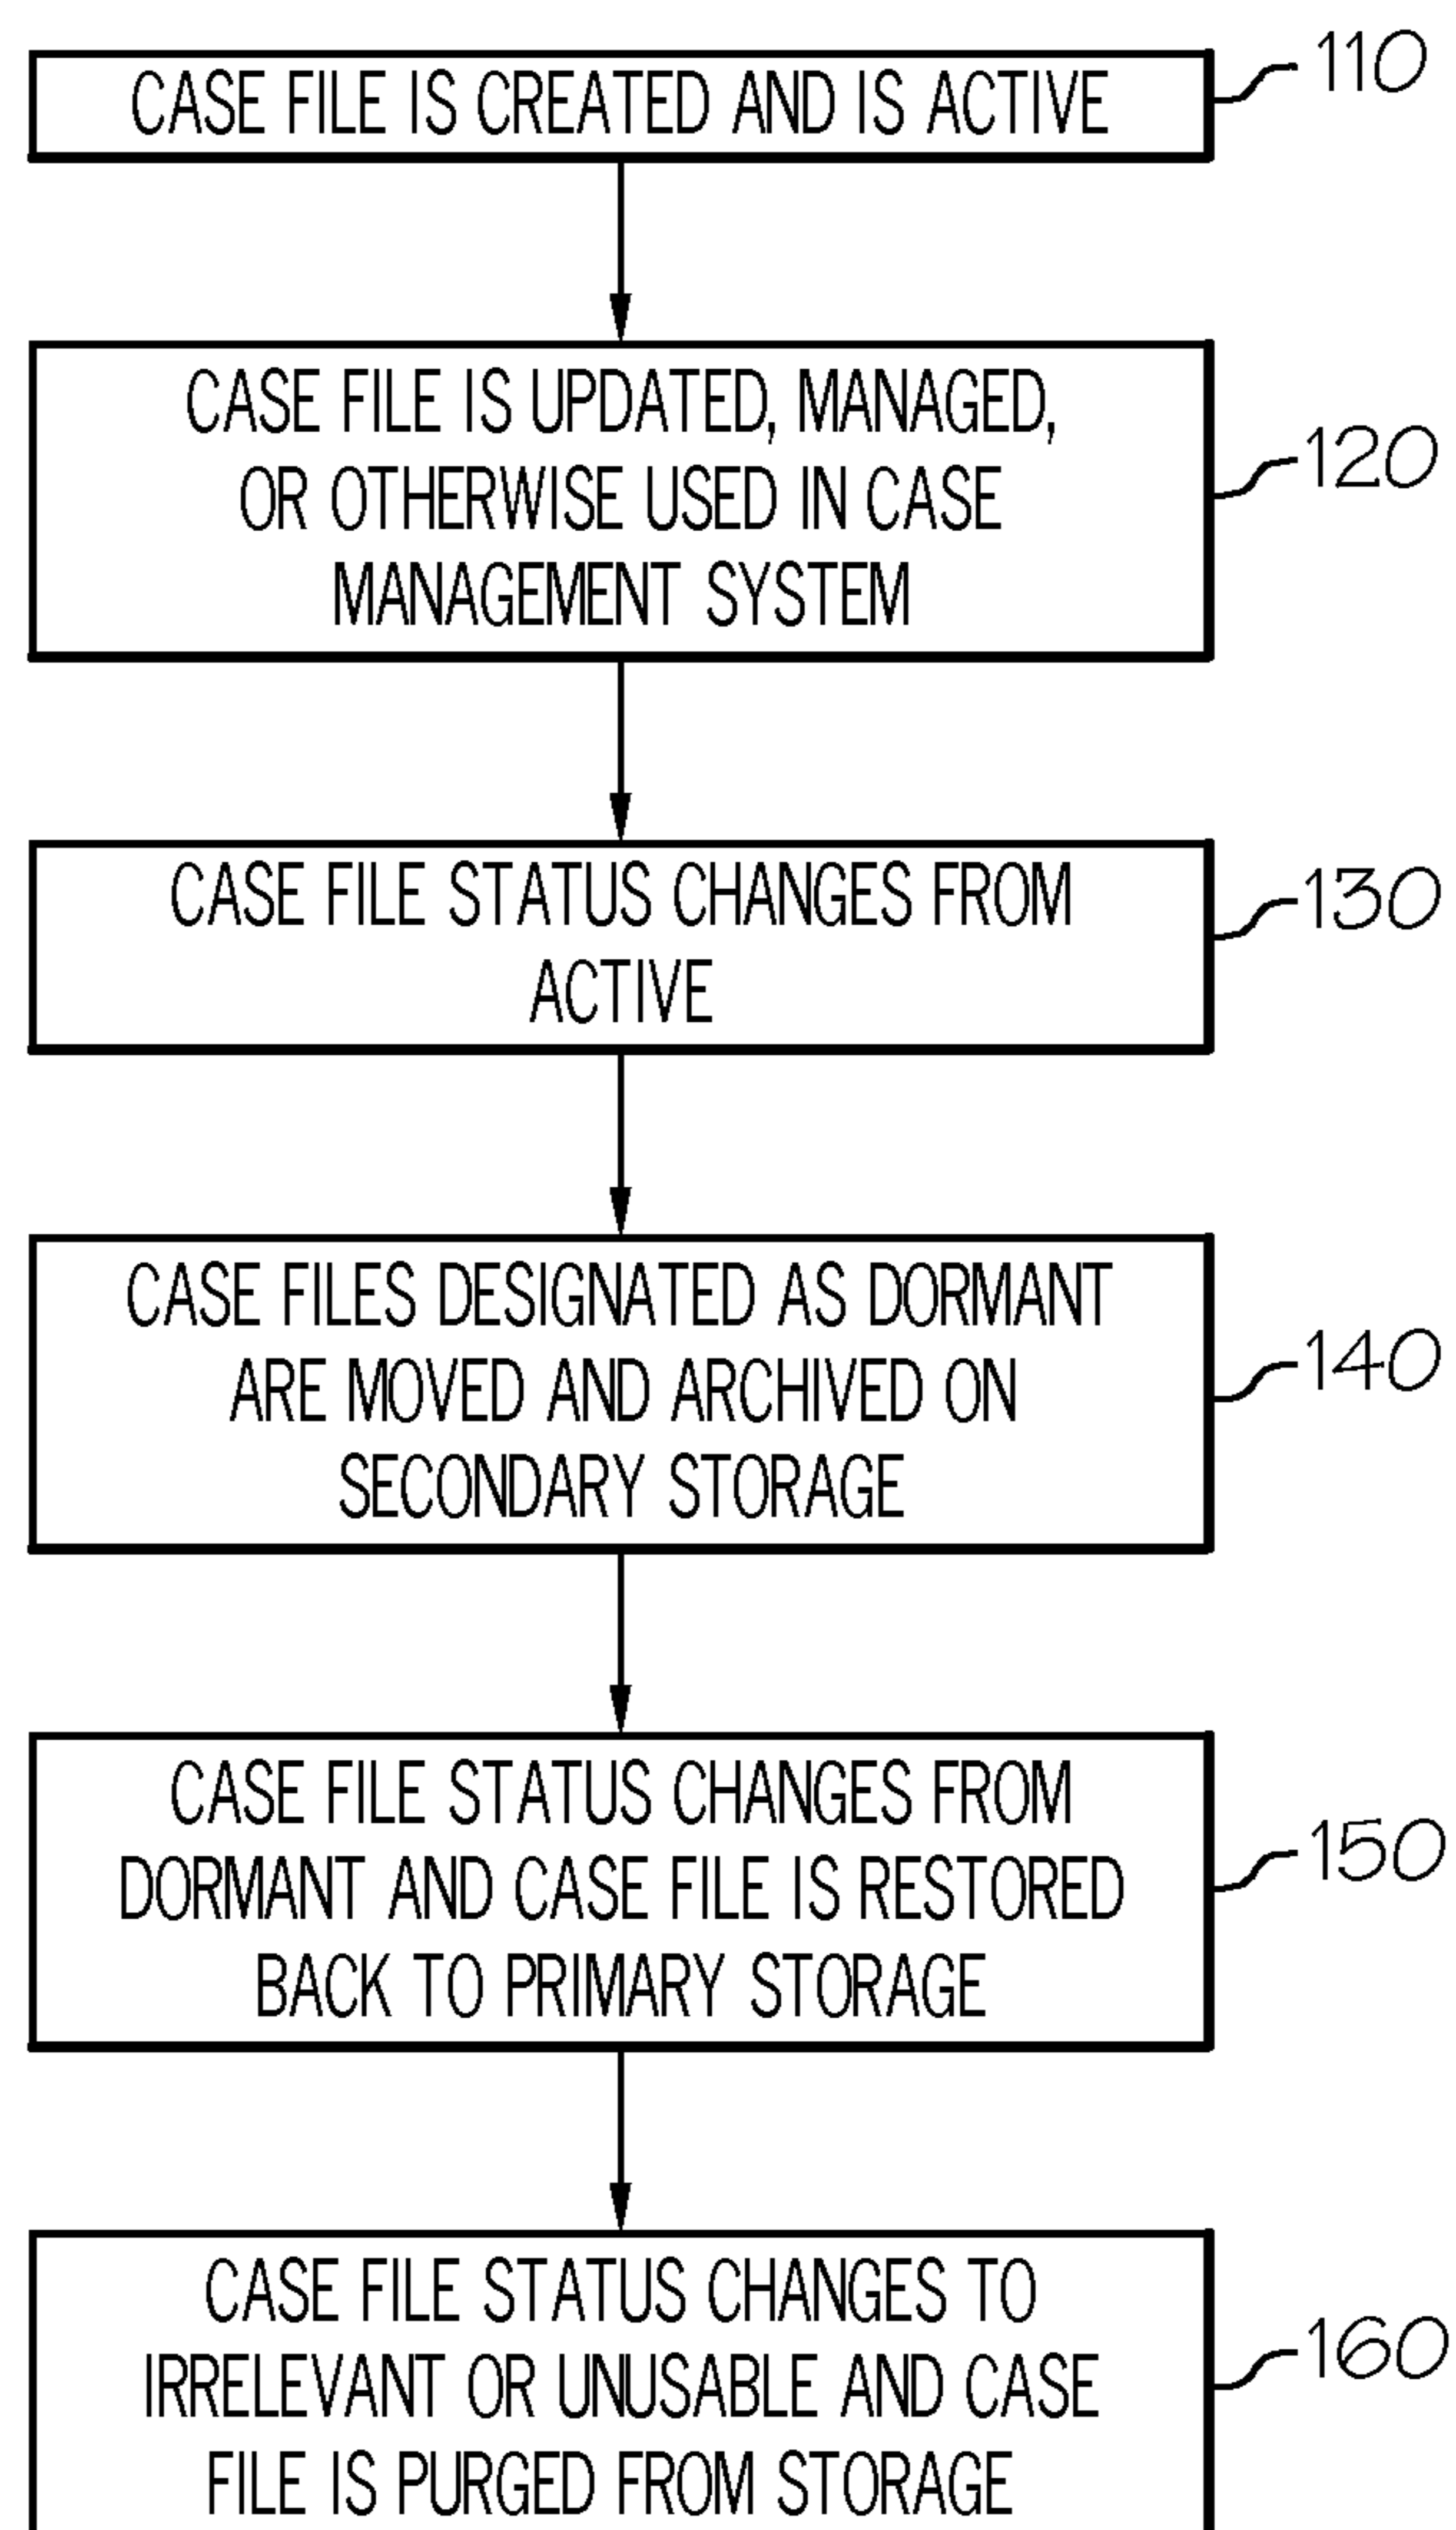 CASE FILE IS CREATED AND IS ACTIVE
110
CASE FILE IS UPDATED, MANAGED,
OR OTHERWISE USED IN CASE
MANAGEMENT SYSTEM
120
CASE FILE STATUS CHANGES FROM
ACTIVE
130
CASE FILES DESIGNATED AS DORMANT
ARE MOVED AND ARCHIVED ON
SECONDARY STORAGE
140
CASE FILE STATUS CHANGES FROM
DORMANT AND CASE FILE IS RESTORED
BACK TO PRIMARY STORAGE
150
CASE FILE STATUS CHANGES TO
IRRELEVANT OR UNUSABLE AND CASE
FILE IS PURGED FROM STORAGE
160